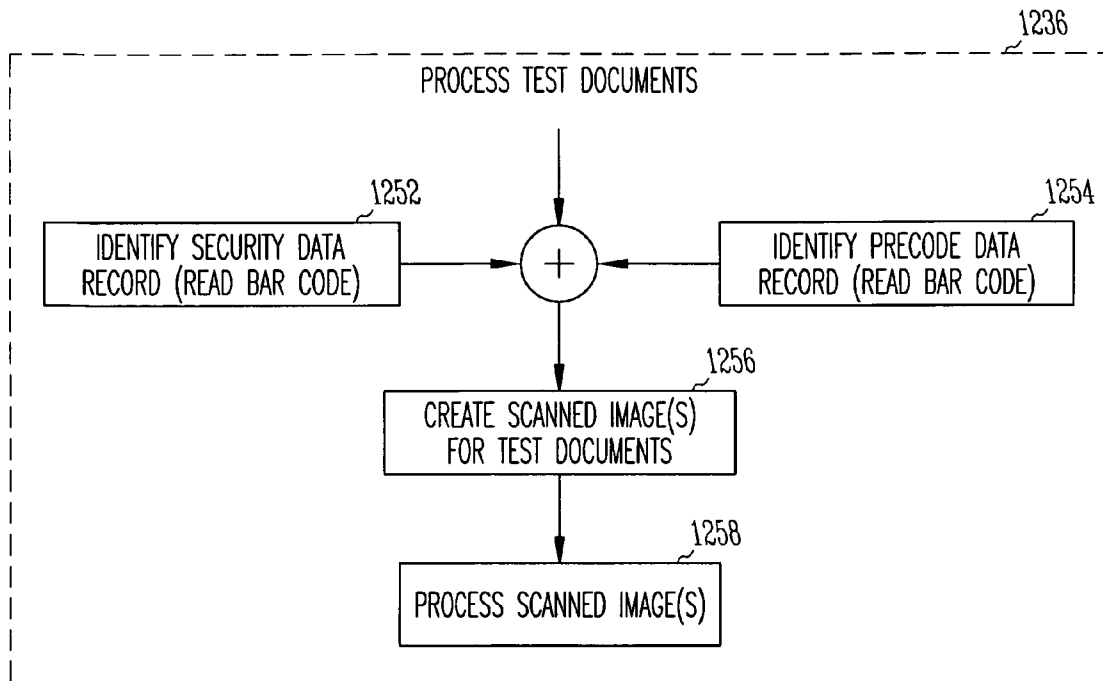 1236
PROCESS TEST DOCUMENTS
1252
IDENTIFY SECURITY DATA
RECORD (READ BAR CODE)
+
1254
IDENTIFY PRECODE DATA
RECORD (READ BAR CODE)
1256
CREATE SCANNED IMAGE(S)
FOR TEST DOCUMENTS
1258
PROCESS SCANNED IMAGE(S)